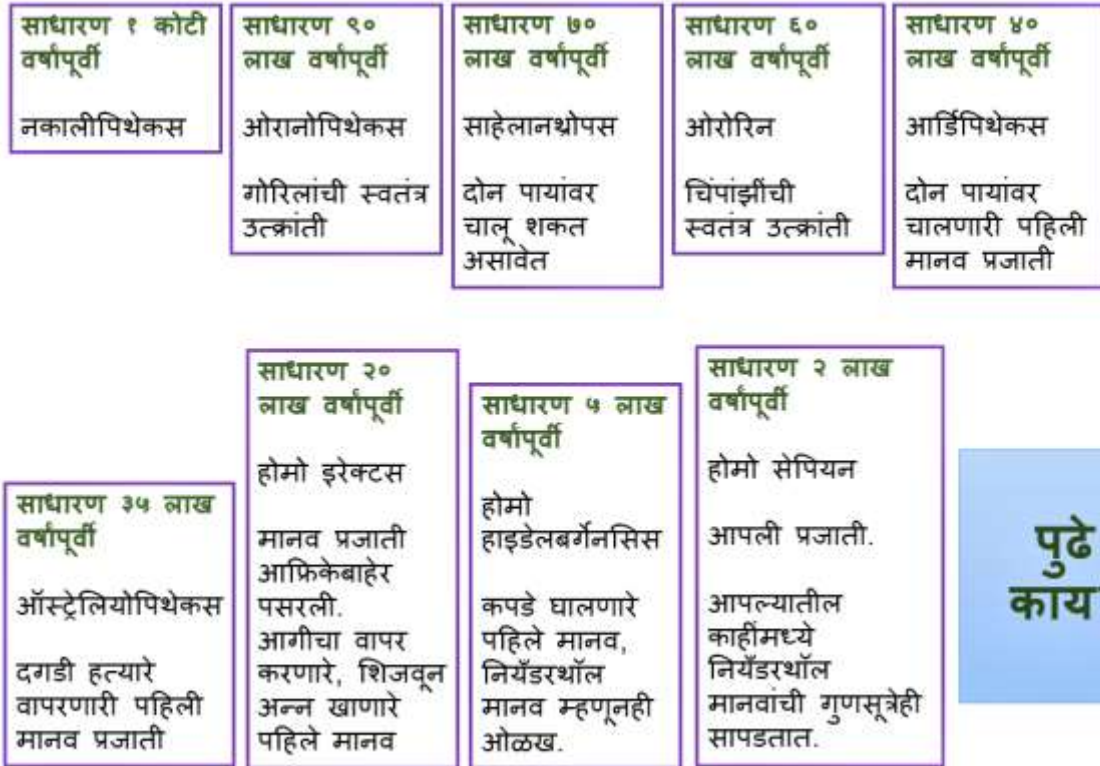 साधारण १ कोटी
वर्षांपूर्वी
नकालीपिथेकस
साधारण ९०
लाख वर्षांपूर्वी
ओरानोपिथेकस
गोरिलांची स्वतंत्र
उत्क्रांती
साधारण ७०
लाख वर्षांपूर्वी
साहेलानथ्रोपस
दोन पायांवर
चालू शकत
असावेत
साधारण ६०
लाख वर्षांपूर्वी
ओरोरिन
चिंपांझींची
स्वतंत्र उत्क्रांती
साधारण ४०
लाख वर्षांपूर्वी
आर्डिपिथेकस
दोन पायांवर
चालणारी पहिली
मानव प्रजाती
साधारण ३५ लाख
वर्षांपूर्वी
ऑस्ट्रेलियोपिथेकस
दगडी हत्यारे
वापरणारी पहिली
मानव प्रजाती
साधारण २०
लाख वर्षांपूर्वी
होमो इरेक्टस
मानव प्रजाती
आफ्रिकेबाहेर
पसरली.
आगीचा वापर
करणारे, शिजवून
अन्न खाणारे
पहिले मानव
साधारण ५ लाख
वर्षांपूर्वी
होमो
हाइडेलबर्गेनसिस
कपडे घालणारे
पहिले मानव,
नियँडरथॉल
मानव म्हणूनही
ओळख.
साधारण २ लाख
वर्षांपूर्वी
होमो सेपियन
आपली प्रजाती.
आपल्यातील
काहींमध्ये
नियँडरथॉल
मानवांची गुणसूत्रेही
सापडतात.
पुढे
काय